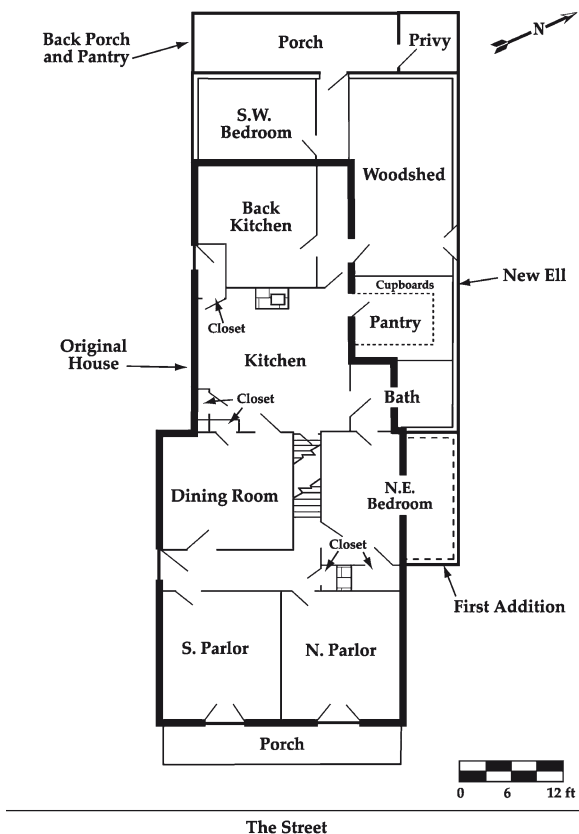 Back Porch
and Pantry
Porch
Privy
N
S.W.
Bedroom
Woodshed
Back
Kitchen
New Ell
Cupboards
Pantry
Closet
Original
House
Kitchen
Closet
Bath
Dining Room
N.E.
Bedroom
Closet
First Addition
S. Parlor
N. Parlor
Porch
0 6 12 ft
The Street